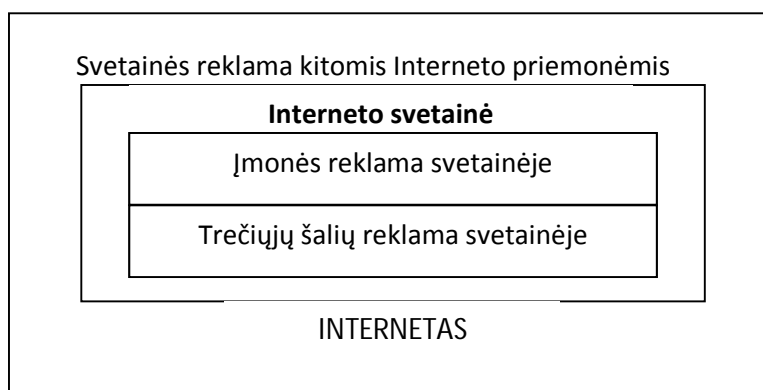 Svetainės reklama kitomis Interneto priemonėmis
Interneto svetainė
Įmonės reklama svetainėje
Trečiųjų šalių reklama svetainėje
INTERNETAS